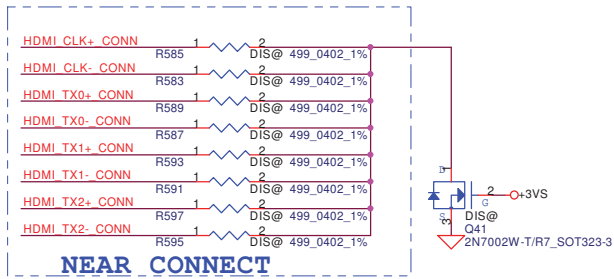 HDMI_CLK+_CONN 1 2
R585 DIS@ 499_0402_1%
HDMI_CLK-_CONN 1 2
R583 DIS@ 499_0402_1%
HDMI_TX0+_CONN 1 2
R589 DIS@ 499_0402_1%
HDMI_TX0-_CONN 1 2
R587 DIS@ 499_0402_1%
HDMI_TX1+_CONN 1 2
R593 DIS@ 499_0402_1%
HDMI_TX1-_CONN 1 2
R591 DIS@ 499_0402_1%
HDMI_TX2+_CONN 1 2
R597 DIS@ 499_0402_1%
HDMI_TX2-_CONN 1 2
R595 DIS@ 499_0402_1%
NEAR CONNECT
D 1
2 +3VS
G
S 3
DIS@
Q41
2N7002W-T/R7_SOT323-3